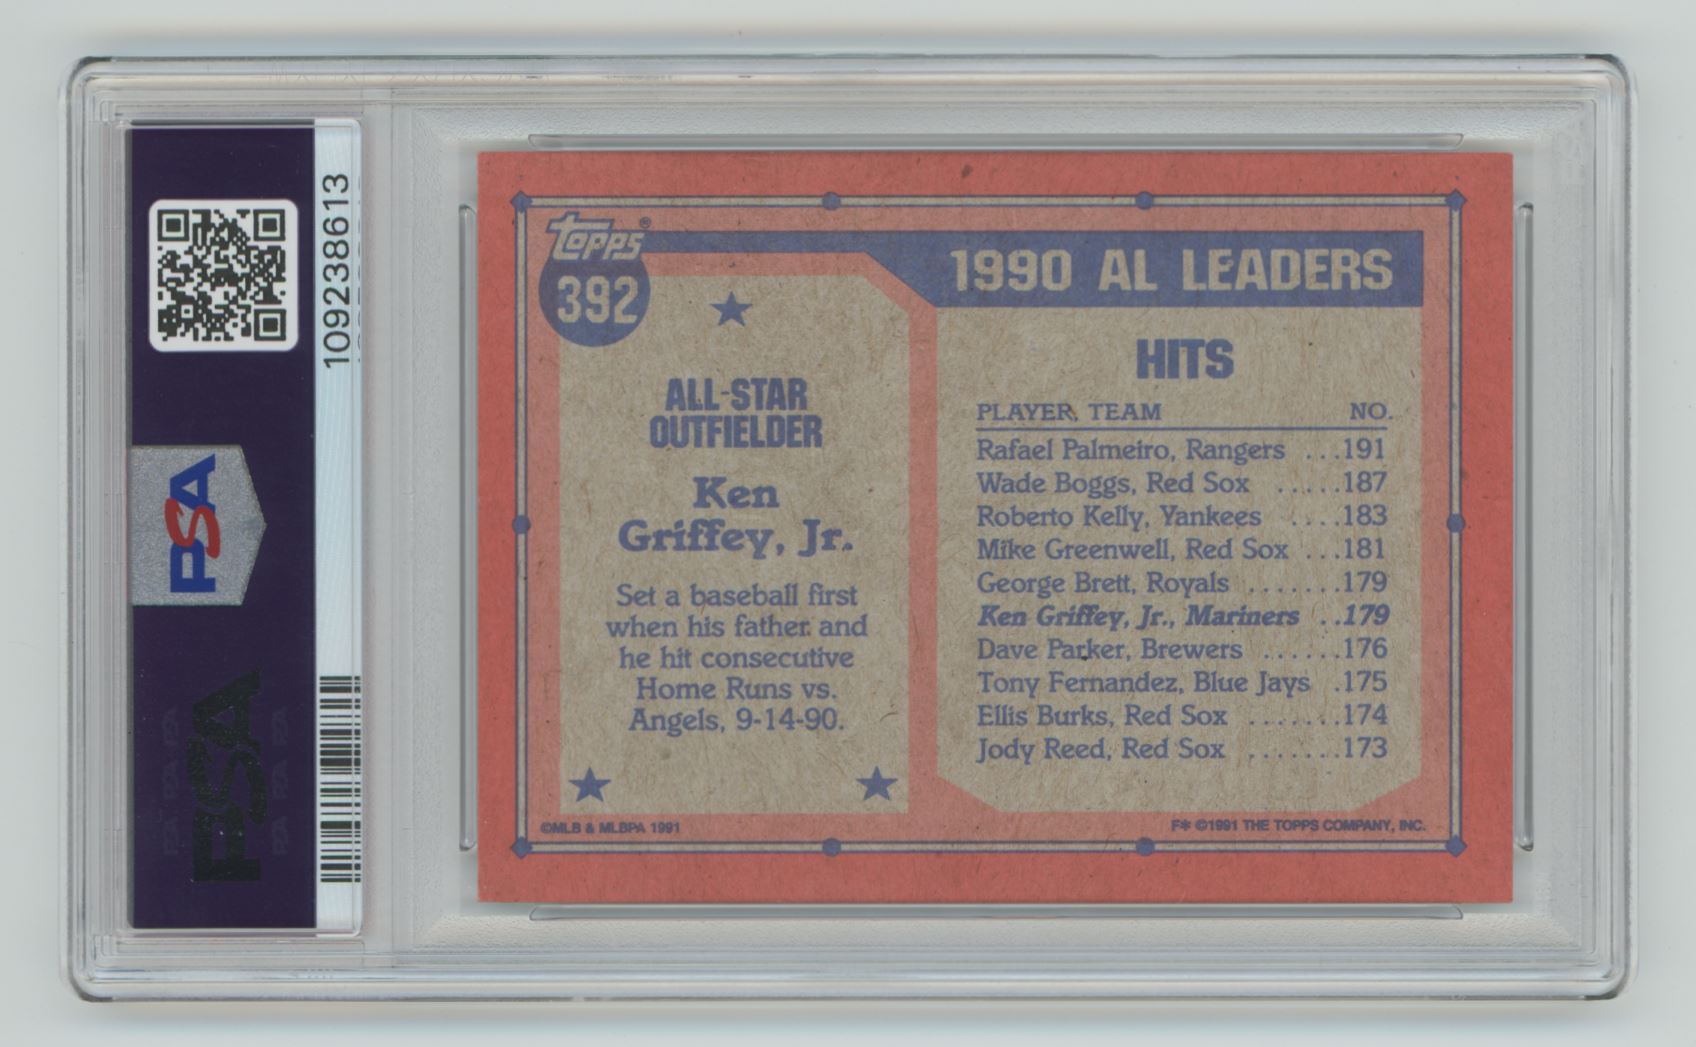 109238613
PSA
PSA
topps®
392
1990 AL LEADERS
ALL-STAR
OUTFIELDER
Ken
Griffey, Jr.
Set a baseball first
when his father and
he hit consecutive
Home Runs vs.
Angels, 9-14-90.
HITS
PLAYER, TEAM NO.
Rafael Palmeiro, Rangers ...191
Wade Boggs, Red Sox .....187
Roberto Kelly, Yankees ....183
Mike Greenwell, Red Sox ...181
George Brett, Royals .......179
Ken Griffey, Jr., Mariners ..179
Dave Parker, Brewers ......176
Tony Fernandez, Blue Jays .175
Ellis Burks, Red Sox .......174
Jody Reed, Red Sox .......173
©MLB & MLBPA 1991
F* ©1991 THE TOPPS COMPANY, INC.